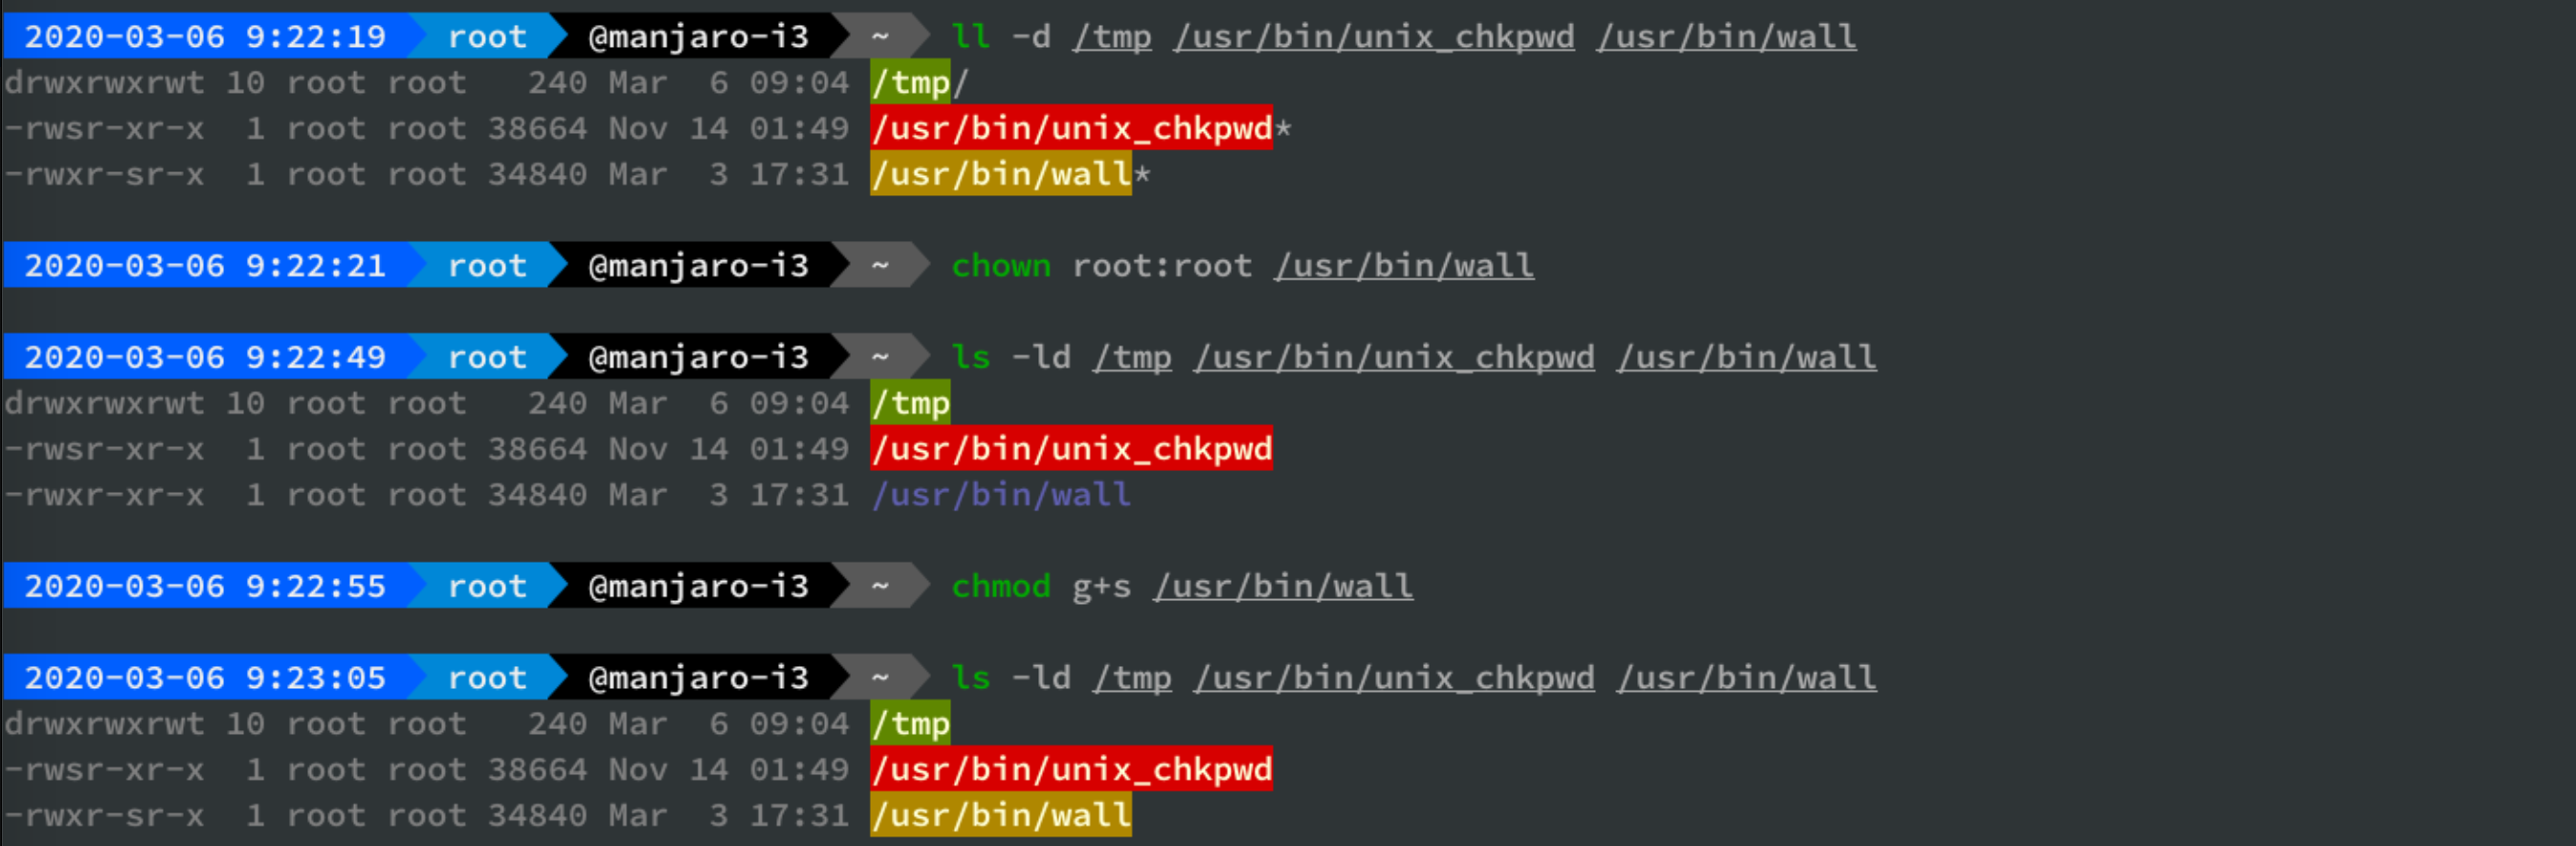 2020-03-06 9:22:19 root @manjaro-i3 ~ ll -d /tmp /usr/bin/unix_chkpwd /usr/bin/wall
drwxrwxrwt 10 root root   240 Mar  6 09:04 /tmp/
-rwsr-xr-x  1 root root 38664 Nov 14 01:49 /usr/bin/unix_chkpwd*
-rwxr-sr-x  1 root root 34840 Mar  3 17:31 /usr/bin/wall*
2020-03-06 9:22:21 root @manjaro-i3 ~ chown root:root /usr/bin/wall
2020-03-06 9:22:49 root @manjaro-i3 ~ ls -ld /tmp /usr/bin/unix_chkpwd /usr/bin/wall
drwxrwxrwt 10 root root   240 Mar  6 09:04 /tmp
-rwsr-xr-x  1 root root 38664 Nov 14 01:49 /usr/bin/unix_chkpwd
-rwxr-xr-x  1 root root 34840 Mar  3 17:31 /usr/bin/wall
2020-03-06 9:22:55 root @manjaro-i3 ~ chmod g+s /usr/bin/wall
2020-03-06 9:23:05 root @manjaro-i3 ~ ls -ld /tmp /usr/bin/unix_chkpwd /usr/bin/wall
drwxrwxrwt 10 root root   240 Mar  6 09:04 /tmp
-rwsr-xr-x  1 root root 38664 Nov 14 01:49 /usr/bin/unix_chkpwd
-rwxr-sr-x  1 root root 34840 Mar  3 17:31 /usr/bin/wall